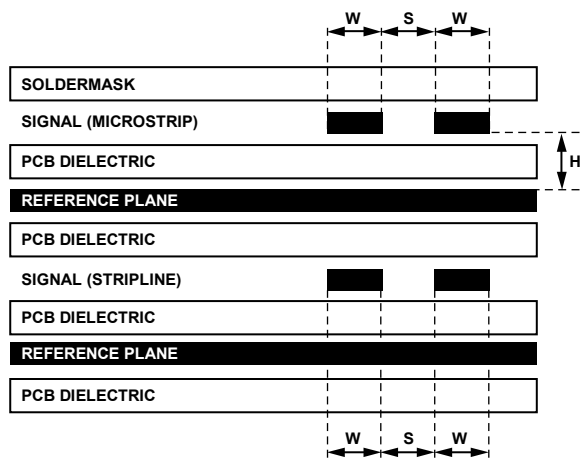 W S W
SOLDERMASK
SIGNAL (MICROSTRIP)
PCB DIELECTRIC
H
REFERENCE PLANE
PCB DIELECTRIC
SIGNAL (STRIPLINE)
PCB DIELECTRIC
REFERENCE PLANE
PCB DIELECTRIC
W S W